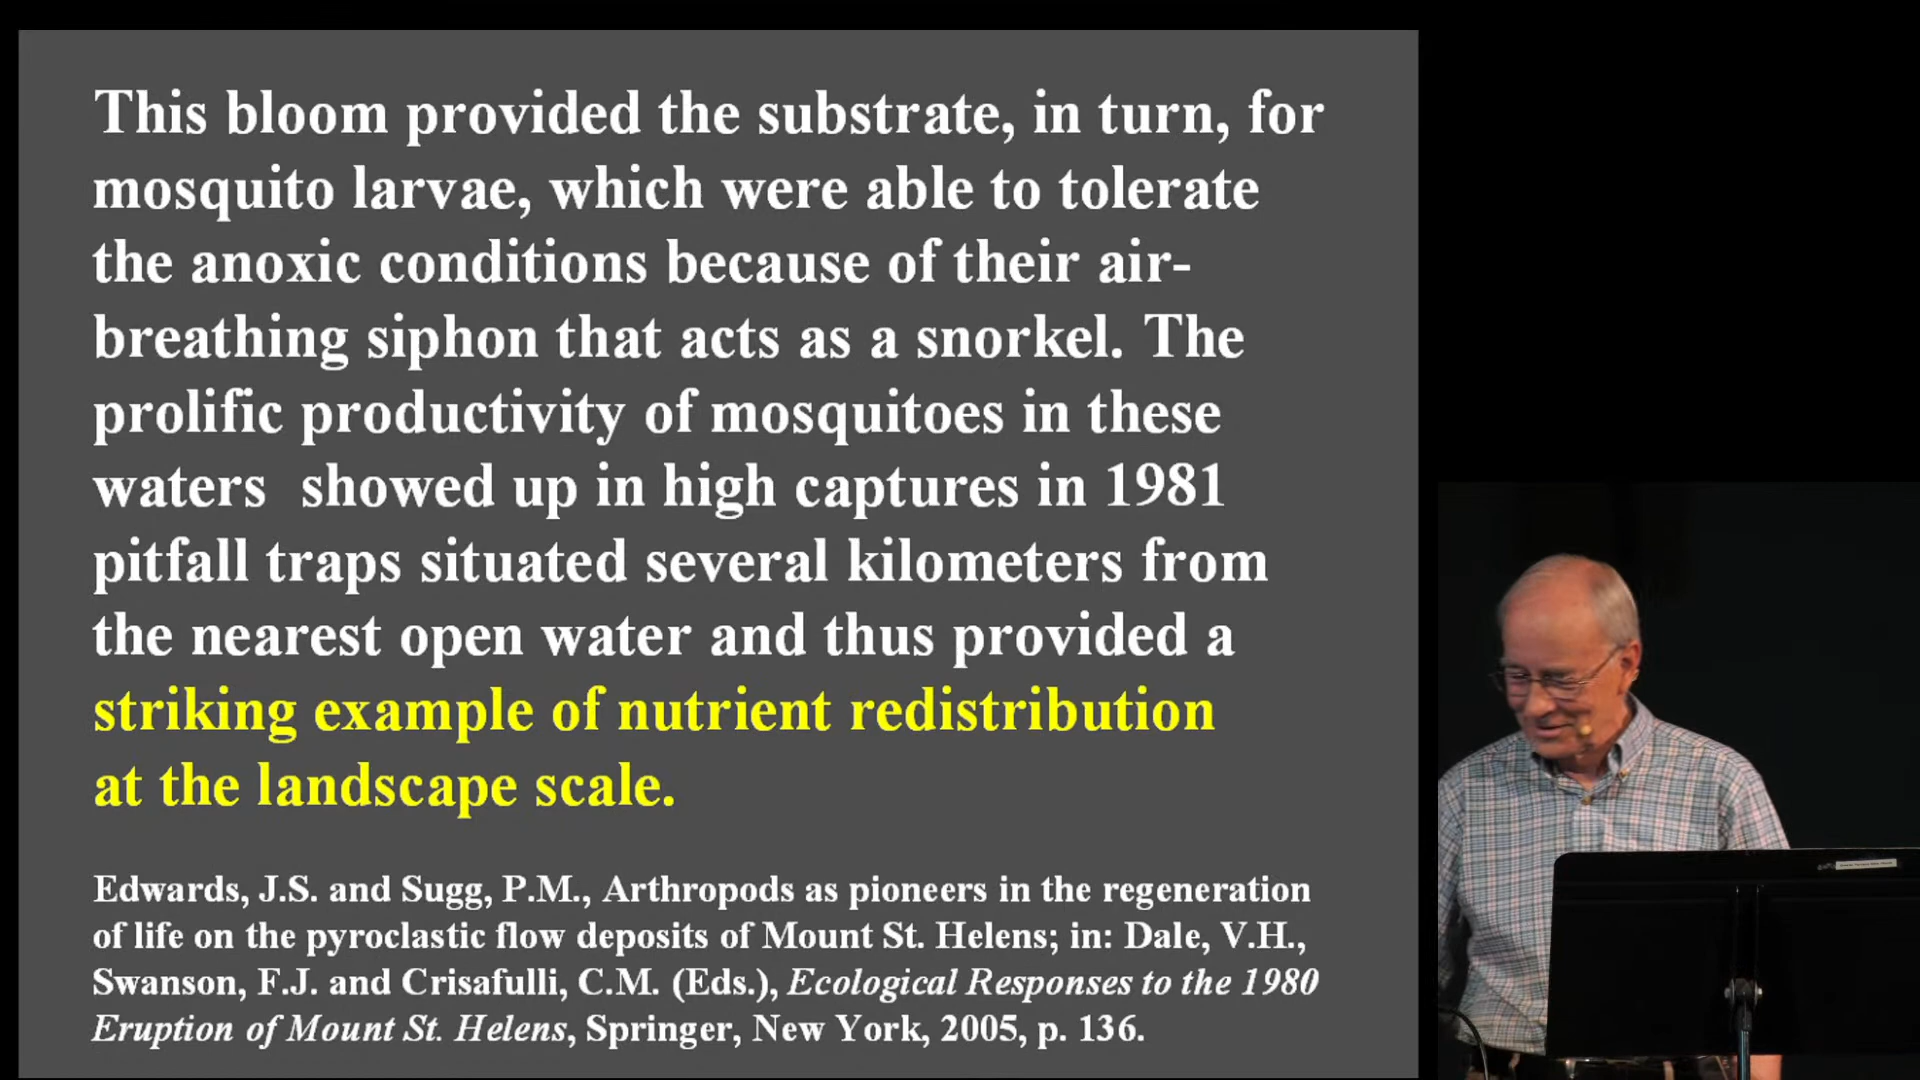 This bloom provided the substrate, in turn, for
mosquito larvae, which were able to tolerate
the anoxic conditions because of their air-
breathing siphon that acts as a snorkel. The
prolific productivity of mosquitoes in these
waters  showed up in high captures in 1981
pitfall traps situated several kilometers from
the nearest open water and thus provided a
striking example of nutrient redistribution
at the landscape scale.
Edwards, J.S. and Sugg, P.M., Arthropods as pioneers in the regeneration
of life on the pyroclastic flow deposits of Mount St. Helens; in: Dale, V.H.,
Swanson, F.J. and Crisafulli, C.M. (Eds.), Ecological Responses to the 1980
Eruption of Mount St. Helens, Springer, New York, 2005, p. 136.